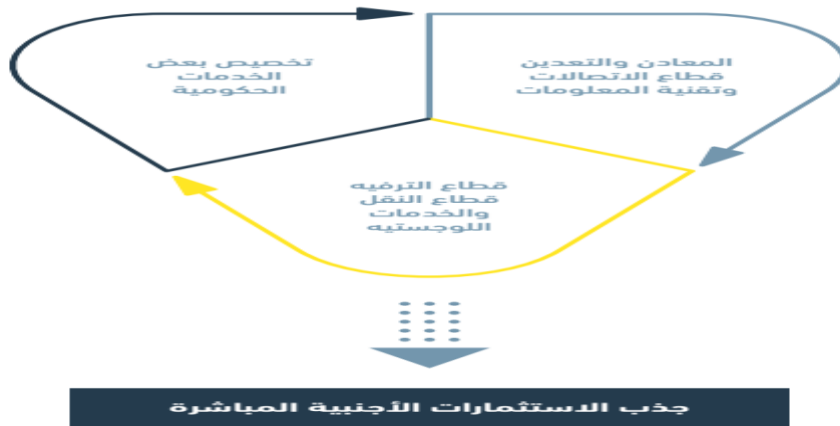 المعادن والتعدين
قطاع الاتصالات
وتقنية المعلومات
تخصيص بعض
الخدمات
الحكومية
قطاع الترفيه
قطاع النقل
والخدمات
اللوجستيه
جذب الاستثمارات الأجنبية المباشرة